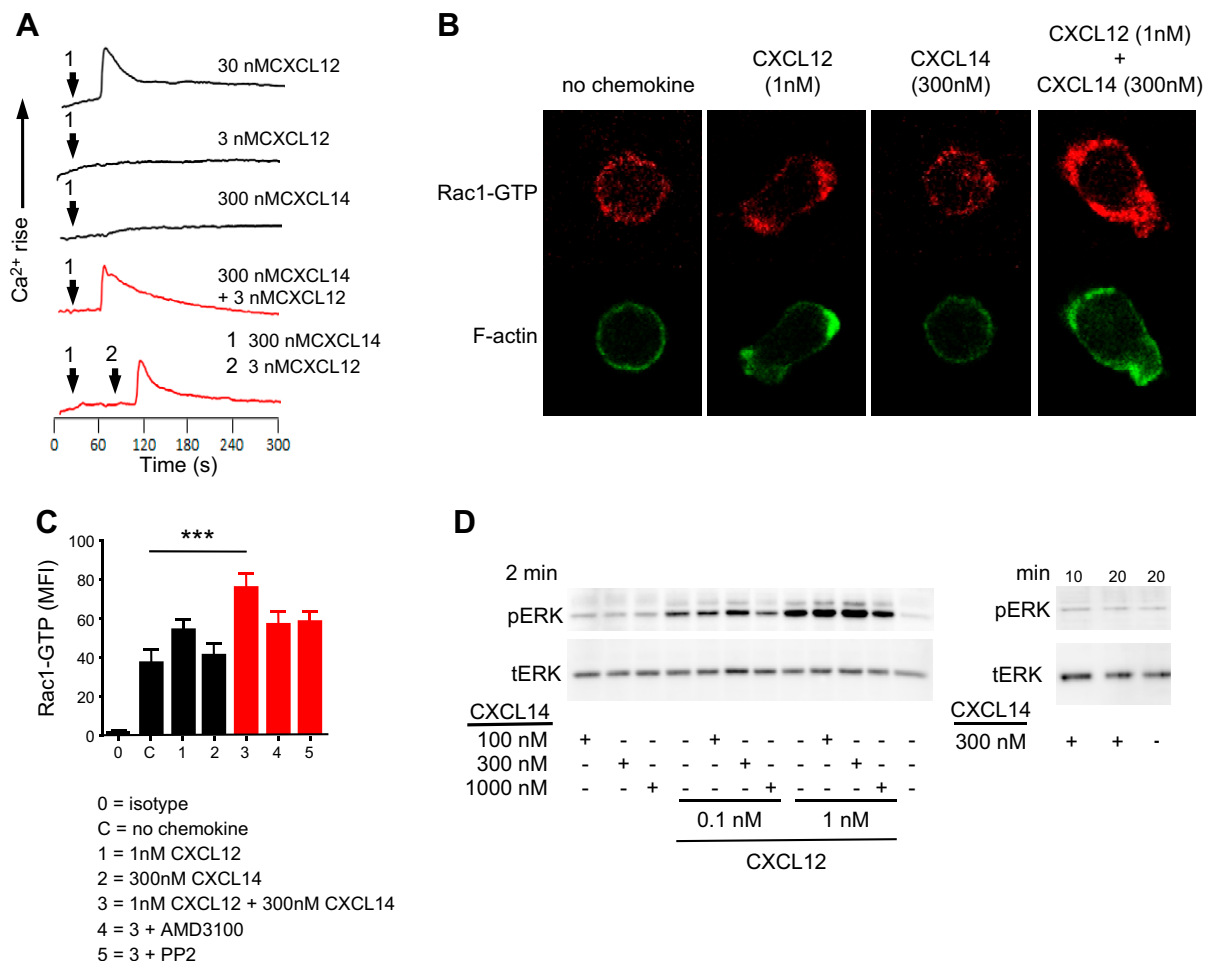 A
Ca2+ rise
1
30 nMCXCL12
1
3 nMCXCL12
1
300 nMCXCL14
1
300 nMCXCL14
+ 3 nMCXCL12
1 2
1 300 nMCXCL14
2 3 nMCXCL12
0 60 120 180 240 300
Time (s)
B
no chemokine
CXCL12
(1nM)
CXCL14
(300nM)
CXCL12 (1nM)
+
CXCL14 (300nM)
Rac1-GTP
F-actin
C
Rac1-GTP (MFI)
100
80
60
40
20
0
***
0 C 1 2 3 4 5
0 = isotype
C = no chemokine
1 = 1nM CXCL12
2 = 300nM CXCL14
3 = 1nM CXCL12 + 300nM CXCL14
4 = 3 + AMD3100
5 = 3 + PP2
D
2 min
pERK
tERK
CXCL14
100 nM + - - - + - - - + - - -
300 nM - + - - - + - - - + - -
1000 nM - - + - - - + - - - + -
0.1 nM 1 nM
CXCL12
min 10 20 20
pERK
tERK
CXCL14
300 nM + + -